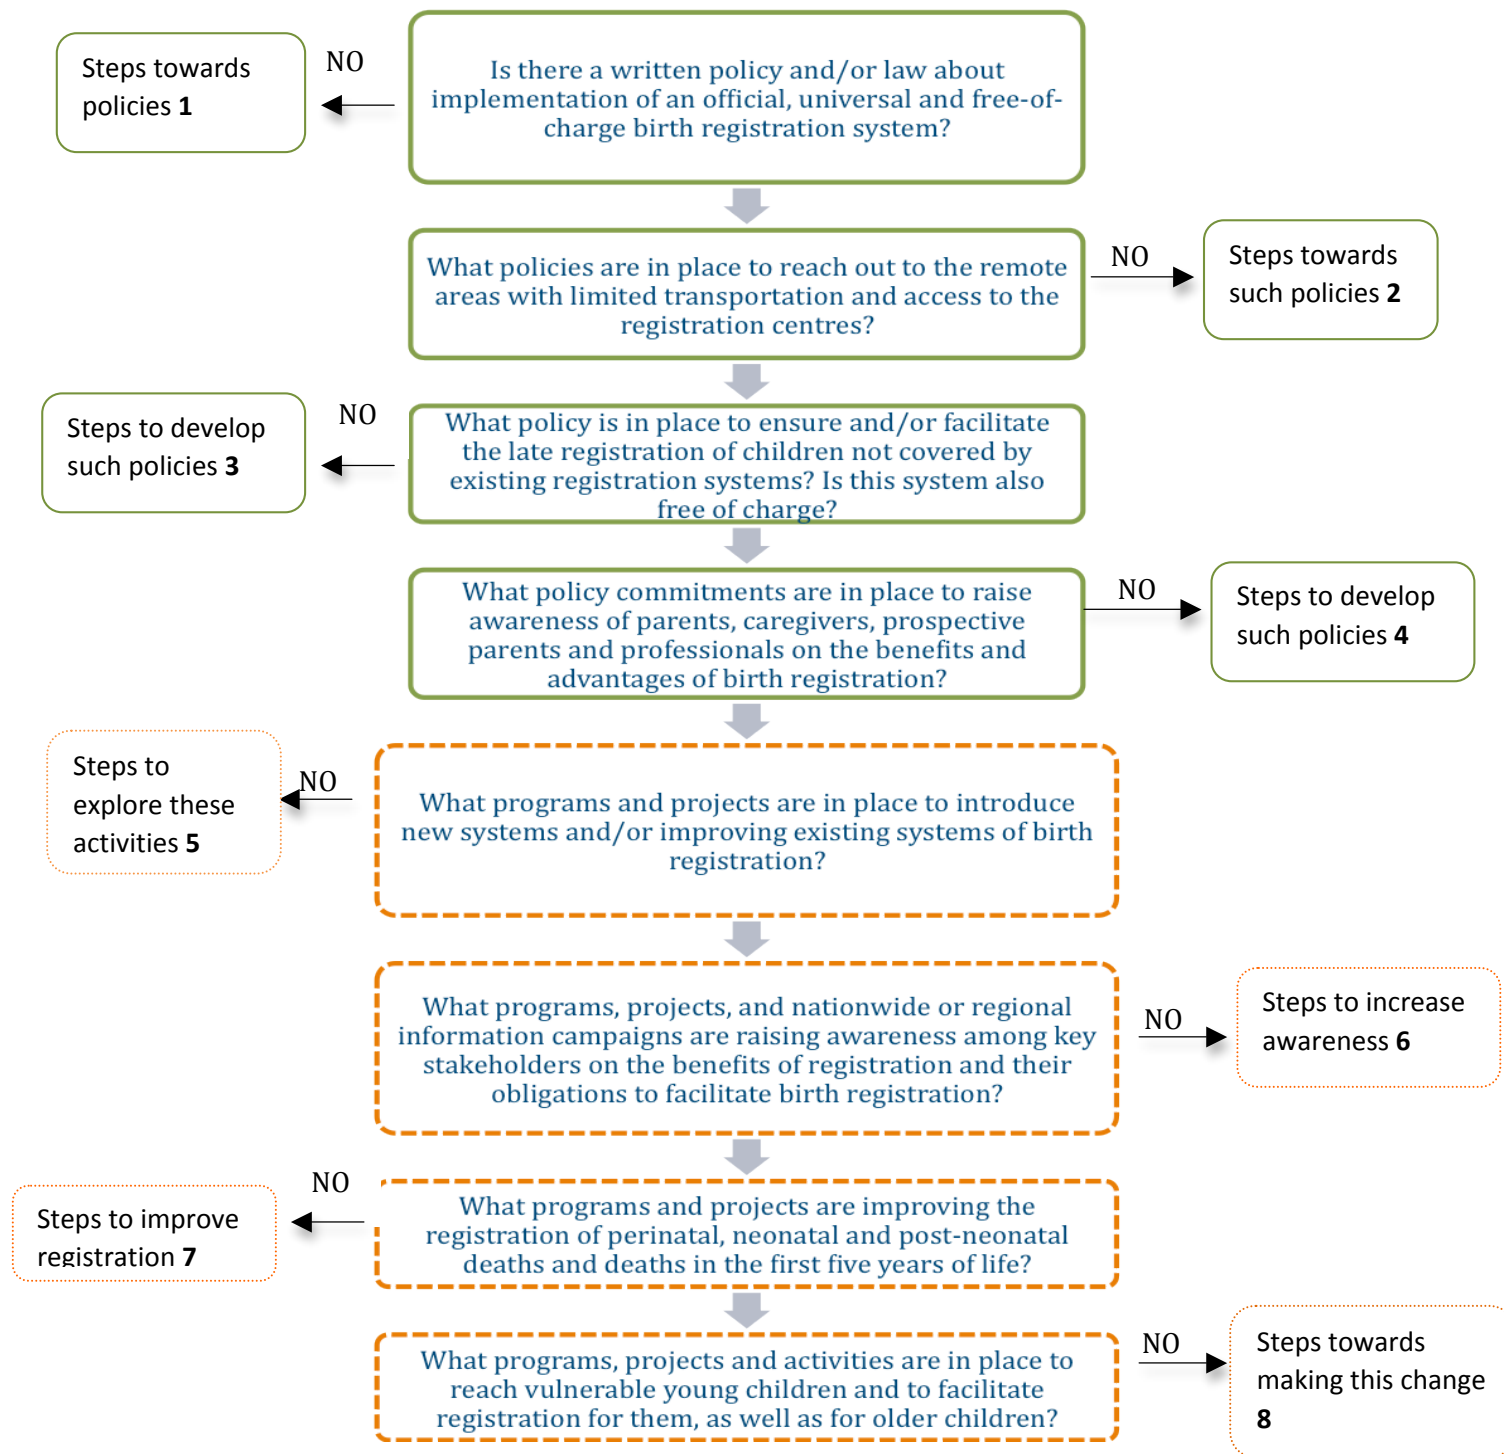 Steps towards
policies 1
NO
Is there a written policy and/or law about
implementation of an official, universal and free-of-
charge birth registration system?
What policies are in place to reach out to the remote
areas with limited transportation and access to the
registration centres?
NO
Steps towards
such policies 2
Steps to develop
such policies 3
NO
What policy is in place to ensure and/or facilitate
the late registration of children not covered by
existing registration systems? Is this system also
free of charge?
What policy commitments are in place to raise
awareness of parents, caregivers, prospective
parents and professionals on the benefits and
advantages of birth registration?
NO
Steps to develop
such policies 4
Steps to
explore these
activities 5
NO
What programs and projects are in place to introduce
new systems and/or improving existing systems of birth
registration?
What programs, projects, and nationwide or regional
information campaigns are raising awareness among key
stakeholders on the benefits of registration and their
obligations to facilitate birth registration?
NO
Steps to increase
awareness 6
Steps to improve
registration 7
NO
What programs and projects are improving the
registration of perinatal, neonatal and post-neonatal
deaths and deaths in the first five years of life?
What programs, projects and activities are in place to
reach vulnerable young children and to facilitate
registration for them, as well as for older children?
NO
Steps towards
making this change
8